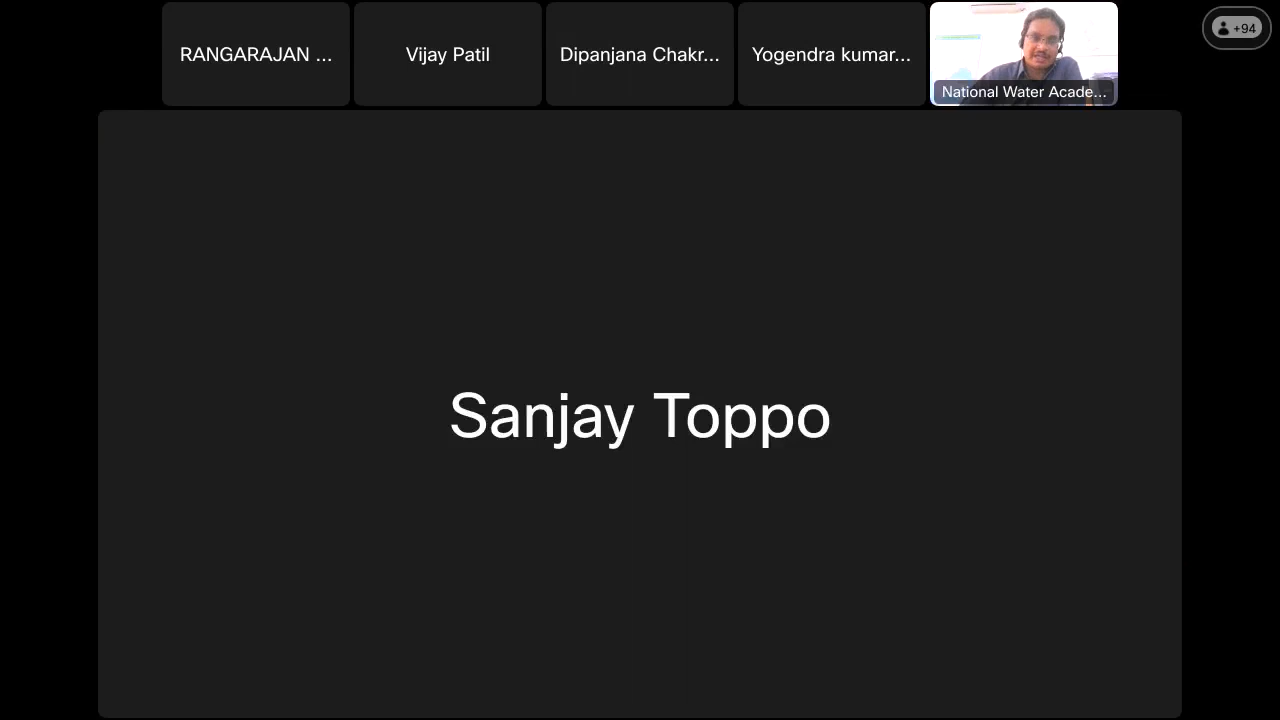 RANGARAJAN ...
Vijay Patil
Dipanjana Chakr...
Yogendra kumar...
National Water Acade...
+94
Sanjay Toppo